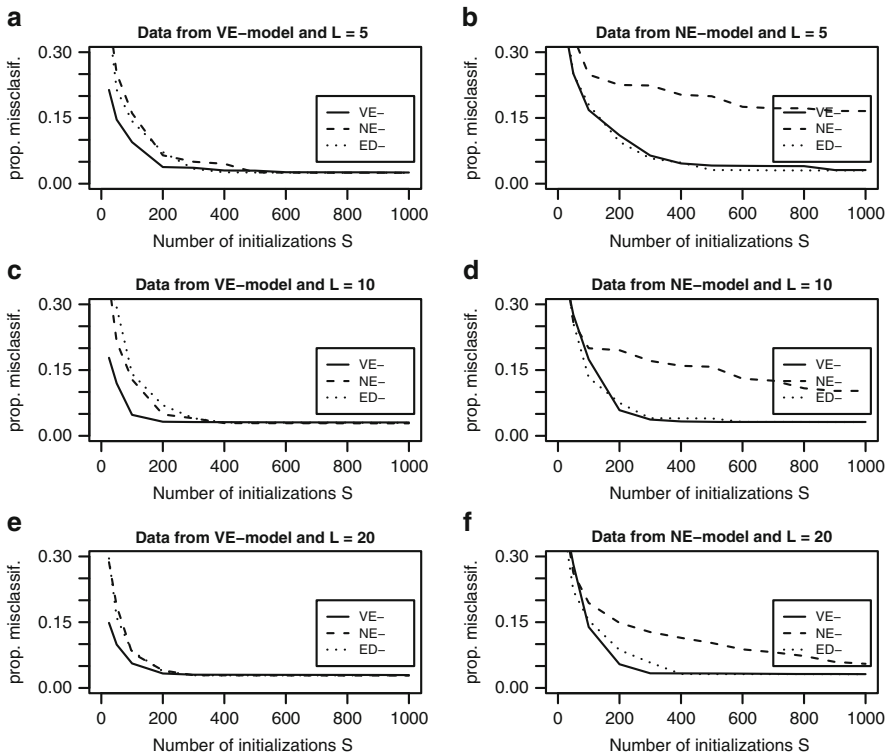 a
Data from VE−model and L = 5
prop. missclasif.
0.30
0.15
0.00
VE−
NE−
ED−
0 200 400 600 800 1000
Number of initializations S
b
Data from NE−model and L = 5
prop. missclasif.
0.30
0.15
0.00
VE−
NE−
ED−
0 200 400 600 800 1000
Number of initializations S
c
Data from VE−model and L = 10
prop. misclassif.
0.30
0.15
0.00
VE−
NE−
ED−
0 200 400 600 800 1000
Number of initializations S
d
Data from NE−model and L = 10
prop. misclassif.
0.30
0.15
0.00
VE−
NE−
ED−
0 200 400 600 800 1000
Number of initializations S
e
Data from VE−model and L = 20
prop. misclassif.
0.30
0.15
0.00
VE−
NE−
ED−
0 200 400 600 800 1000
Number of initializations S
f
Data from NE−model and L = 20
prop. misclassif.
0.30
0.15
0.00
VE−
NE−
ED−
0 200 400 600 800 1000
Number of initializations S